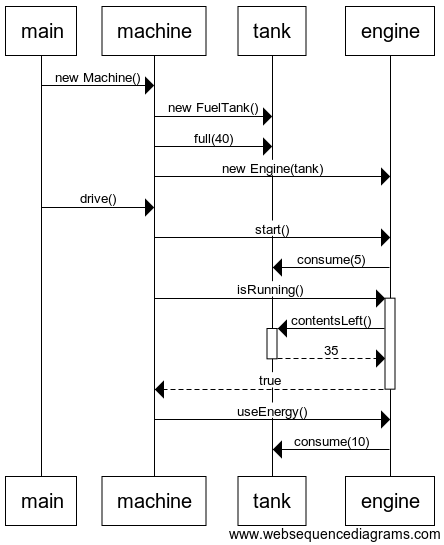 main machine tank engine
new Machine()
new FuelTank()
full(40)
new Engine(tank)
drive()
start()
consume(5)
isRunning()
contentsLeft()
35
true
useEnergy()
consume(10)
main machine tank engine
www.websequencediagrams.com